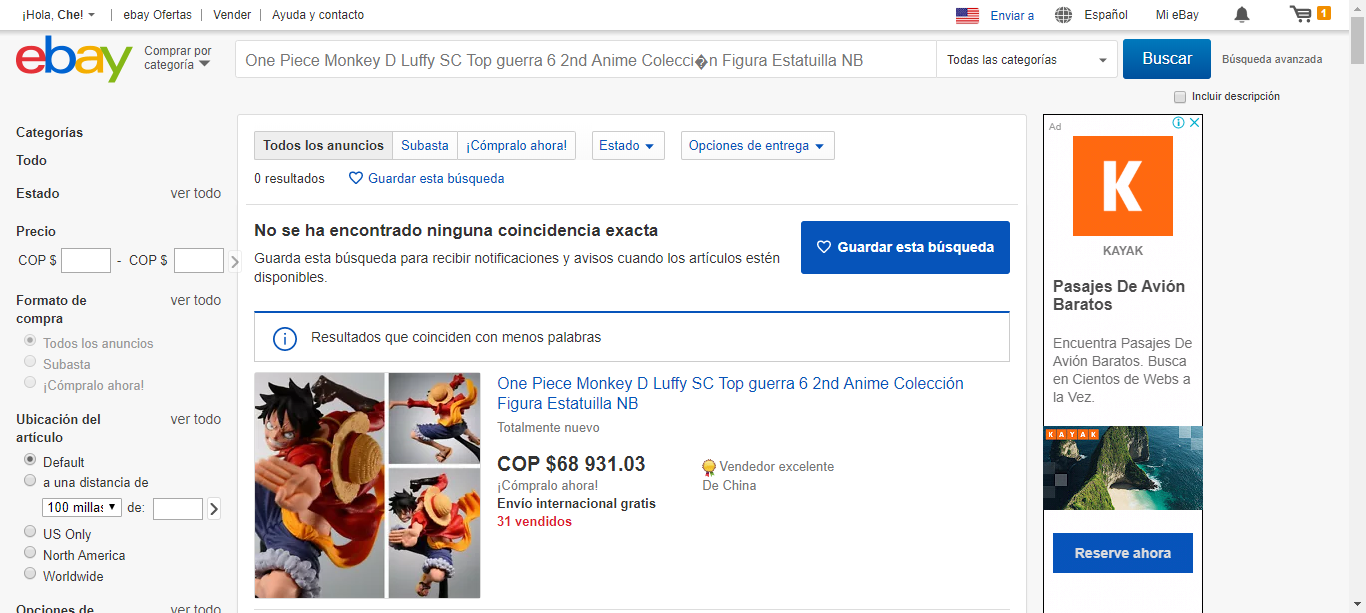 ¡Hola, Che!
ebay Ofertas
Vender
Ayuda y contacto
Enviar a
Español
Mi eBay
1
ebay
Comprar por
categoría
One Piece Monkey D Luffy SC Top guerra 6 2nd Anime Colecci�n Figura Estatuilla NB
Todas las categorías
Buscar
Búsqueda avanzada
Incluir descripción
Categorías
Todo
Estado
ver todo
Precio
COP $
- COP $
Formato de
compra
ver todo
Todos los anuncios
Subasta
¡Cómpralo ahora!
Ubicación del
artículo
ver todo
Default
a una distancia de
100 millas
de:
US Only
North America
Worldwide
Opciones de
ver todo
Todos los anuncios
Subasta
¡Cómpralo ahora!
Estado
Opciones de entrega
0 resultados
Guardar esta búsqueda
No se ha encontrado ninguna coincidencia exacta
Guarda esta búsqueda para recibir notificaciones y avisos cuando los artículos estén
disponibles.
Guardar esta búsqueda
Resultados que coinciden con menos palabras
One Piece Monkey D Luffy SC Top guerra 6 2nd Anime Colección
Figura Estatuilla NB
Totalmente nuevo
COP $68 931.03
¡Cómpralo ahora!
Envío internacional gratis
31 vendidos
Vendedor excelente
De China
Ad
K
KAYAK
Pasajes De Avión
Baratos
Encuentra Pasajes De
Avión Baratos. Busca
en Cientos de Webs a
la Vez.
KAYAK
Reserve ahora